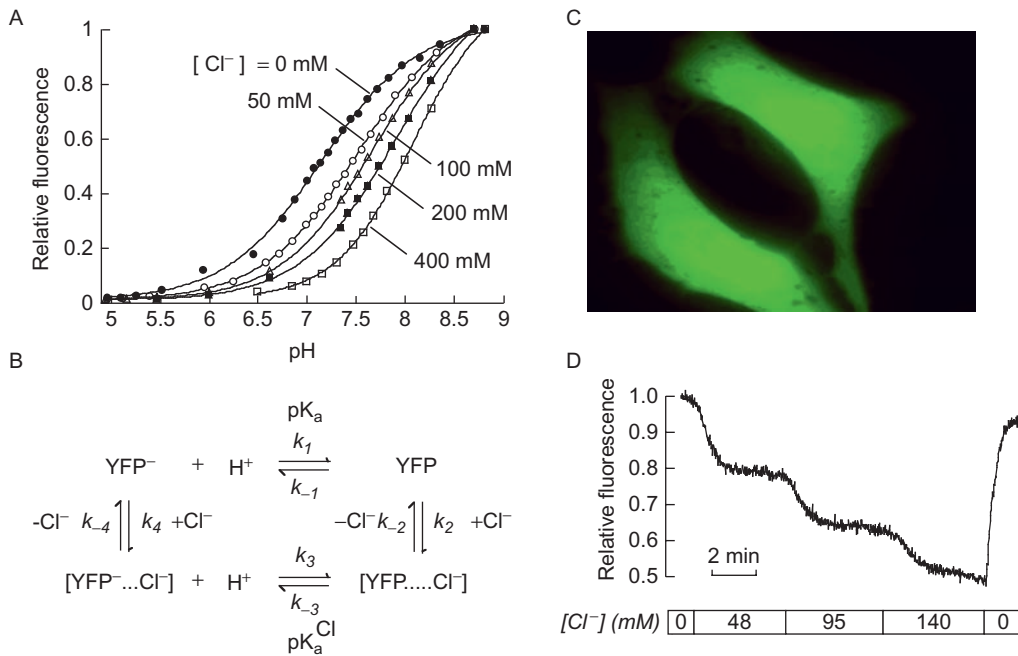 A
Relative fluorescence
1
0.8
0.6
0.4
0.2
0
5 5.5 6 6.5 7 7.5 8 8.5 9
pH
[ Cl⁻ ] = 0 mM
50 mM
100 mM
200 mM
400 mM
B
pKₐ
k₁
YFP⁻ + H⁺ YFP
k₋₁
-Cl⁻ k₋₄ k₄ +Cl⁻ −Cl⁻ k₋₂ k₂ +Cl⁻
k₃
[YFP⁻...Cl⁻] + H⁺ [YFP.....Cl⁻]
k₋₃
pKₐCl
C
D
Relative fluorescence
1.0
0.9
0.8
0.7
0.6
0.5
2 min
[Cl⁻] (mM) 0 48 95 140 0